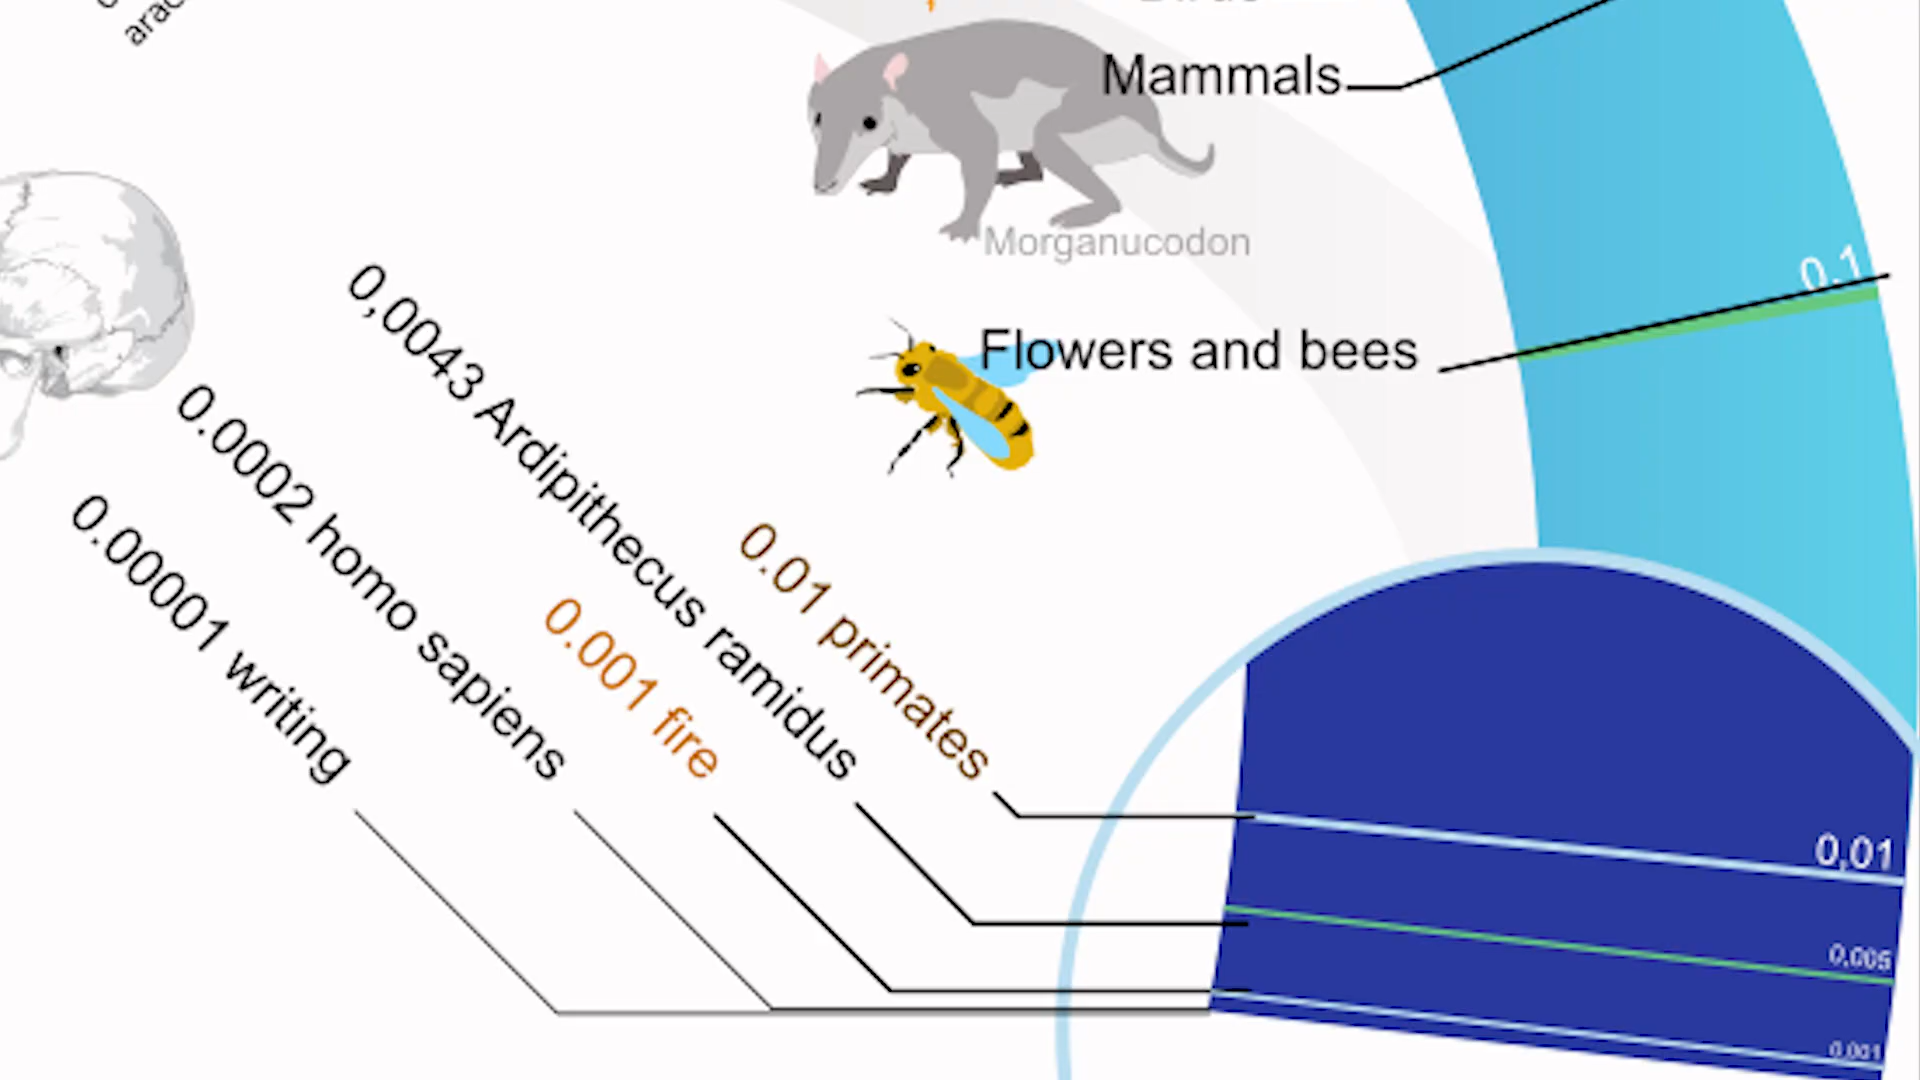 Mammals
Morganucodon
0.1
Flowers and bees
0,0043 Ardipithecus ramidus
0.0002 homo sapiens
0.00001 writing
0.001 fire
0.01 primates
0,01
0,005
0,001